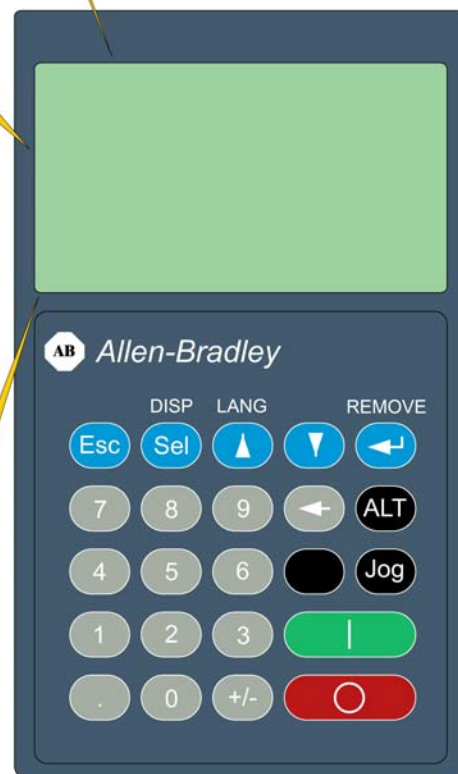 AB Allen-Bradley
DISP LANG REMOVE
Esc Sel
7 8 9 ALT
4 5 6 Jog
1 2 3
. 0 +/-